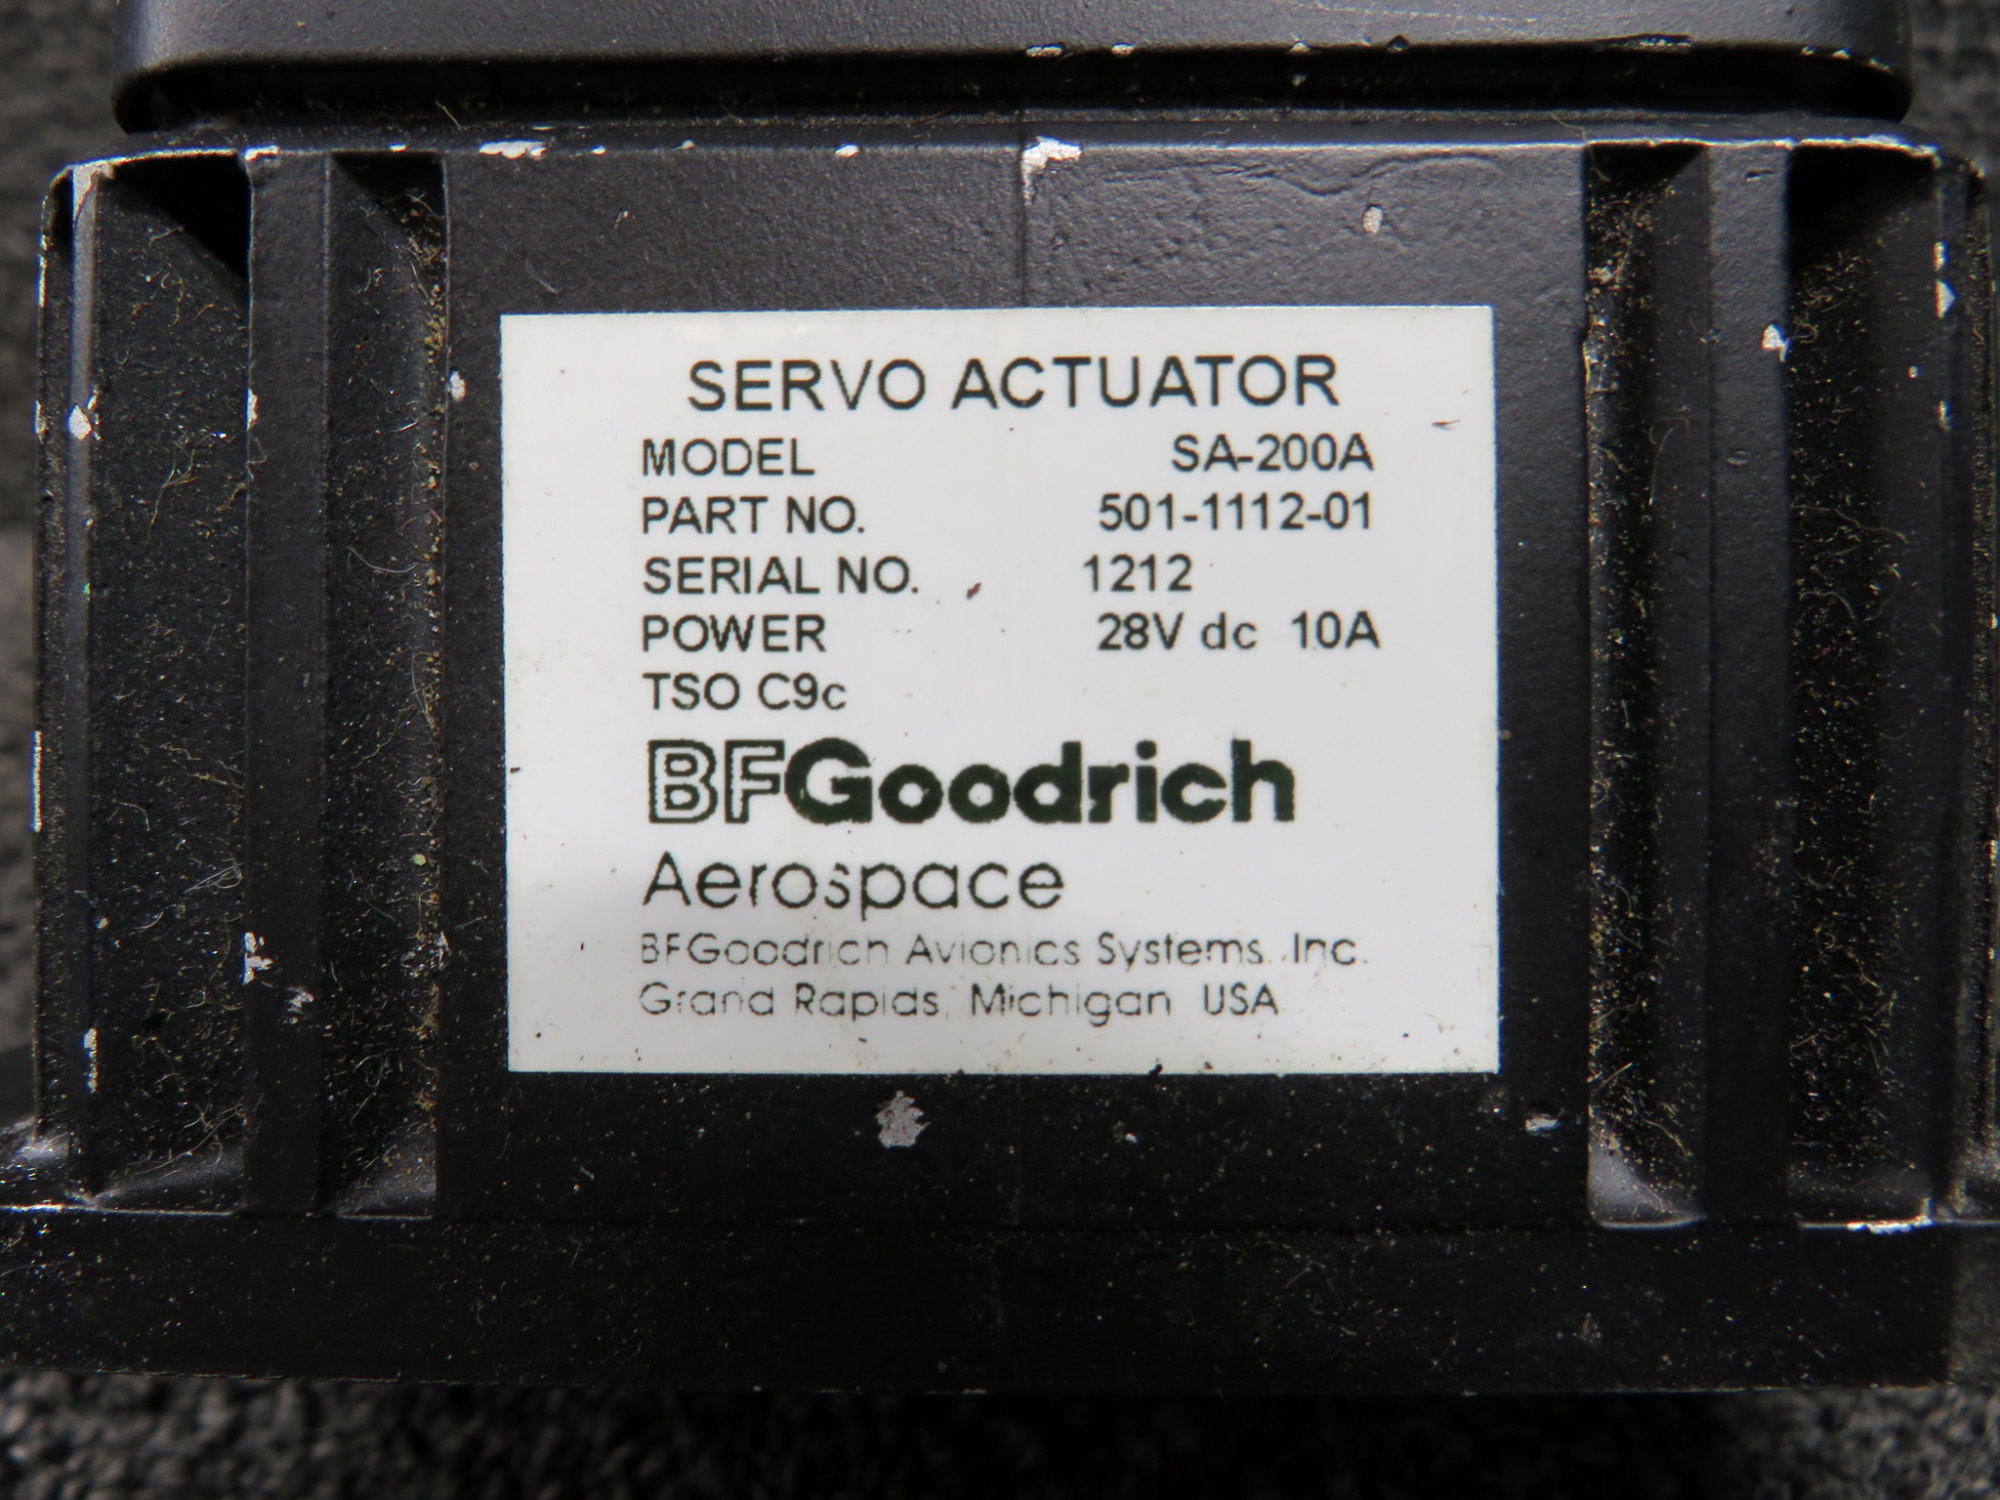 SERVO ACTUATOR
MODEL SA-200A
PART NO. 501-1112-01
SERIAL NO. 1212
POWER 28V dc 10A
TSO C9c
BFGoodrich
Aerospace
BFGoodrich Avionics Systems, Inc.
Grand Rapids, Michigan USA